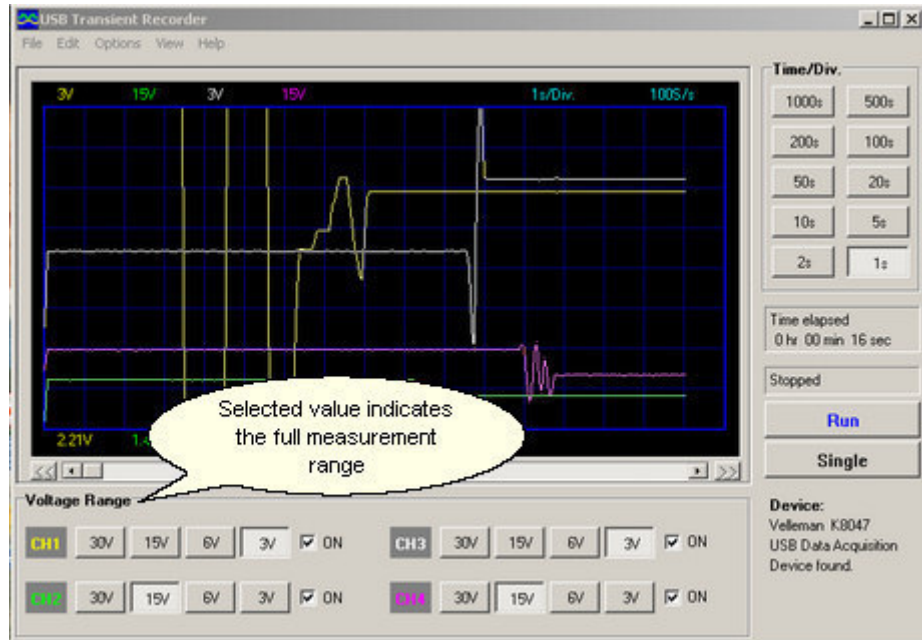 USB Transient Recorder
File Edit Options View Help
3V 15V 3V 15V 1s/Div. 100S/s
2.21V
Selected value indicates
the full measurement
range
Time/Div.
1000s 500s
200s 100s
50s 20s
10s 5s
2s 1s
Time elapsed
0 hr 00 min 16 sec
Stopped
Run
Single
Device:
Velleman K8047
USB Data Acquisition
Device found.
Voltage Range
CH1 30V 15V 6V 3V ON
CH3 30V 15V 6V 3V ON
CH2 30V 15V 6V 3V ON
CH4 30V 15V 6V 3V ON